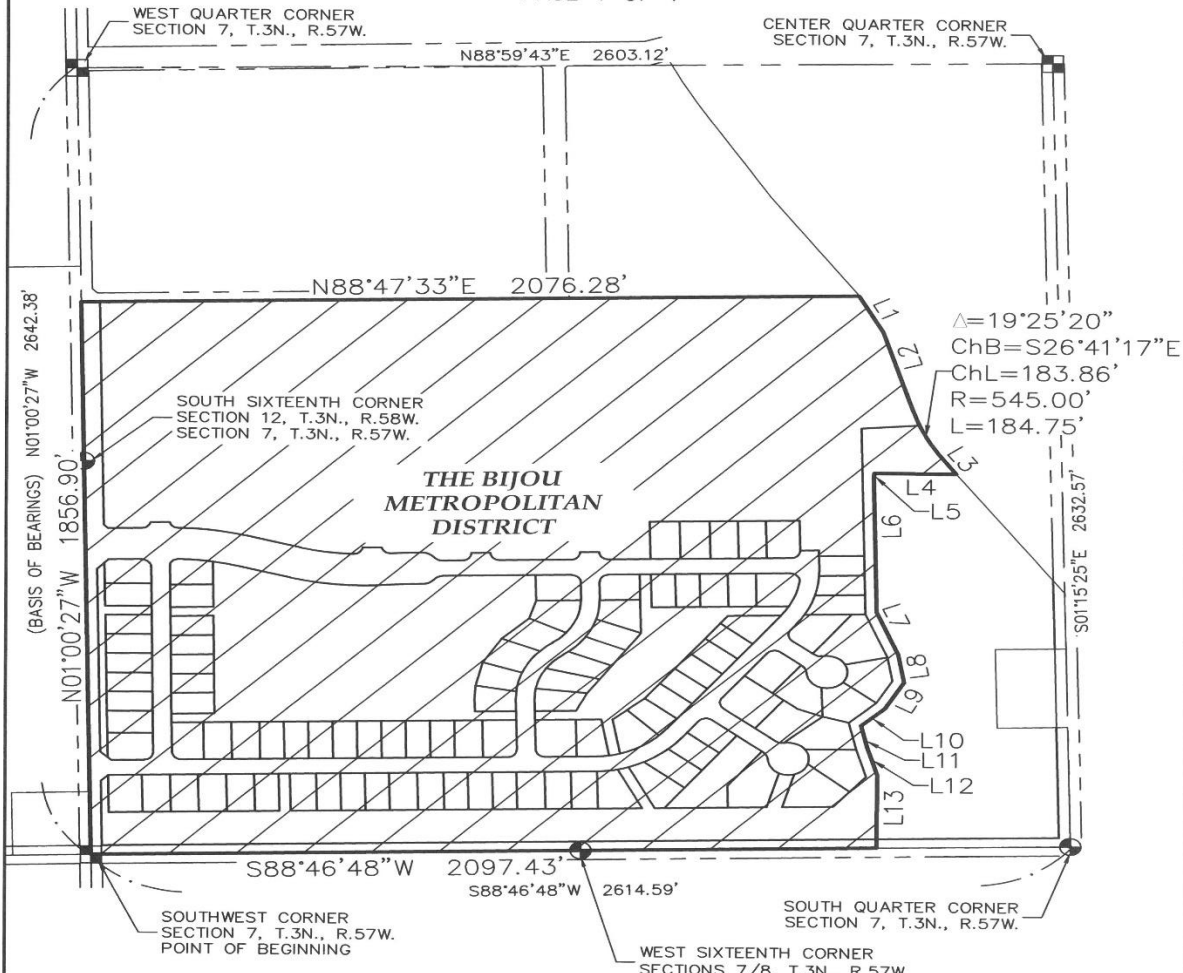 WEST QUARTER CORNER
SECTION 7, T.3N., R.57W.
CENTER QUARTER CORNER
SECTION 7, T.3N., R.57W.
N88°59'43"E 2603.12'
N88°47'33"E 2076.28'
L1
L2
Δ=19°25'20"
ChB=S26°41'17"E
ChL=183.86'
R=545.00'
L=184.75'
(BASIS OF BEARINGS) N01°00'27"W 2642.38'
N01°00'27"W 1856.90'
SOUTH SIXTEENTH CORNER
SECTION 12, T.3N., R.58W.
SECTION 7, T.3N., R.57W.
THE BIJOU
METROPOLITAN
DISTRICT
L3
L4
L5
L6
S01°15'25"E 2632.57'
L7
L8
L9
L10
L11
L12
L13
S88°46'48"W 2097.43'
S88°46'48"W 2614.59'
SOUTHWEST CORNER
SECTION 7, T.3N., R.57W.
POINT OF BEGINNING
SOUTH QUARTER CORNER
SECTION 7, T.3N., R.57W.
WEST SIXTEENTH CORNER
SECTIONS 7/8, T.3N., R.57W.